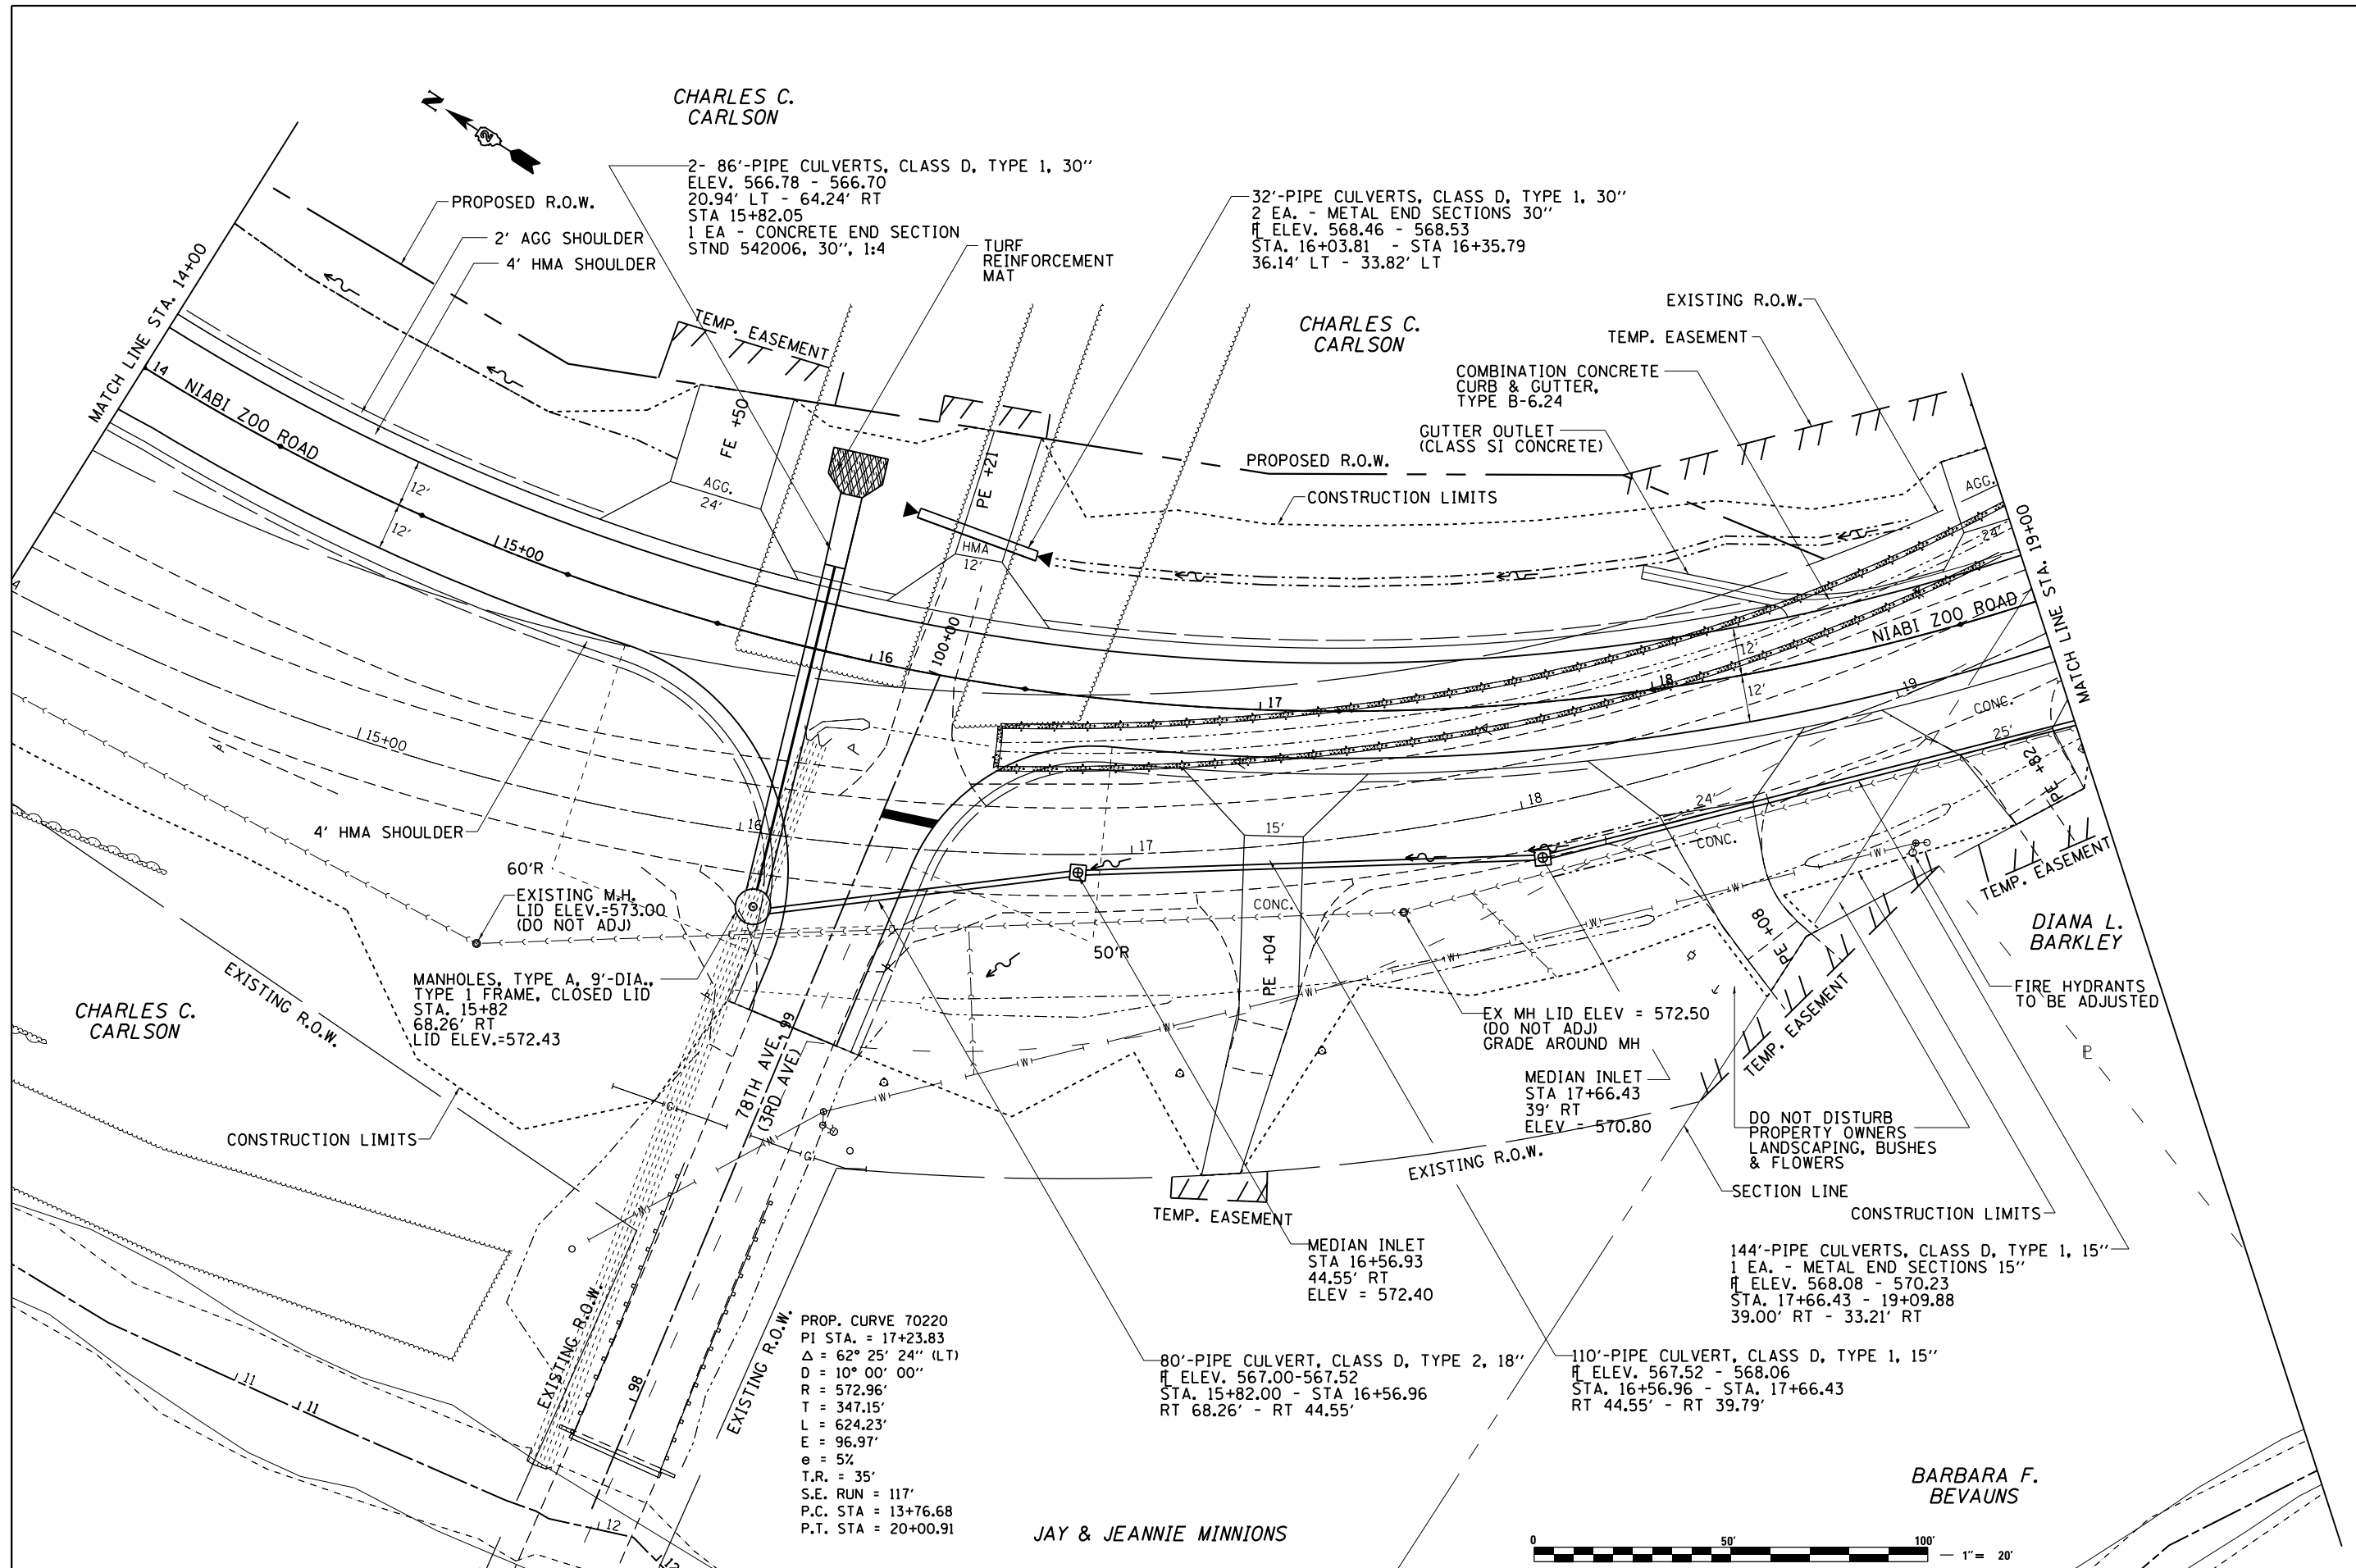 N
CHARLES C.
CARLSON
2- 86'-PIPE CULVERTS, CLASS D, TYPE 1, 30''
ELEV. 566.78 - 566.70
20.94' LT - 64.24' RT
STA 15+82.05
1 EA - CONCRETE END SECTION
STND 542006, 30'', 1:4
PROPOSED R.O.W.
2' AGG SHOULDER
4' HMA SHOULDER
TURF
REINFORCEMENT
MAT
32'-PIPE CULVERTS, CLASS D, TYPE 1, 30''
2 EA. - METAL END SECTIONS 30''
ELEV. 568.46 - 568.53
STA. 16+03.81 - STA 16+35.79
36.14' LT - 33.82' LT
MATCH LINE STA. 14+00
TEMP. EASEMENT
CHARLES C.
CARLSON
EXISTING R.O.W.
TEMP. EASEMENT
COMBINATION CONCRETE
CURB & GUTTER,
TYPE B-6.24
GUTTER OUTLET
(CLASS SI CONCRETE)
PROPOSED R.O.W.
CONSTRUCTION LIMITS
14
NIABI ZOO ROAD
12'
12'
15+00
FE +50
AGG.
24'
PE +21
HMA
12'
16
100+00
17
18
12'
12'
NIABI ZOO ROAD
AGG.
24'
MATCH LINE STA. 19+00
MATCH LINE
19
CONC.
25'
PE +82
15+00
16
17
18
15'
24'
CONC.
4' HMA SHOULDER
60'R
EXISTING M.H.
LID ELEV.=573.00
(DO NOT ADJ)
CONC.
50'R
PE +04
PE +08
TEMP. EASEMENT
TEMP. EASEMENT
DIANA L.
BARKLEY
MANHOLES, TYPE A, 9'-DIA.,
TYPE 1 FRAME, CLOSED LID
STA. 15+82
68.26' RT
LID ELEV.=572.43
EXISTING R.O.W.
CHARLES C.
CARLSON
CONSTRUCTION LIMITS
78TH AVE.
(3RD AVE)
99
98
EX MH LID ELEV = 572.50
(DO NOT ADJ)
GRADE AROUND MH
MEDIAN INLET
STA 17+66.43
39' RT
ELEV = 570.80
FIRE HYDRANTS
TO BE ADJUSTED
DO NOT DISTURB
PROPERTY OWNERS
LANDSCAPING, BUSHES
& FLOWERS
EXISTING R.O.W.
SECTION LINE
CONSTRUCTION LIMITS
TEMP. EASEMENT
MEDIAN INLET
STA 16+56.93
44.55' RT
ELEV = 572.40
144'-PIPE CULVERTS, CLASS D, TYPE 1, 15''
1 EA. - METAL END SECTIONS 15''
ELEV. 568.08 - 570.23
STA. 17+66.43 - 19+09.88
39.00' RT - 33.21' RT
EXISTING R.O.W.
EXISTING R.O.W.
PROP. CURVE 70220
PI STA. = 17+23.83
Δ = 62° 25' 24'' (LT)
D = 10° 00' 00''
R = 572.96'
T = 347.15'
L = 624.23'
E = 96.97'
e = 5%
T.R. = 35'
S.E. RUN = 117'
P.C. STA = 13+76.68
P.T. STA = 20+00.91
80'-PIPE CULVERT, CLASS D, TYPE 2, 18''
ELEV. 567.00-567.52
STA. 15+82.00 - STA 16+56.96
RT 68.26' - RT 44.55'
110'-PIPE CULVERT, CLASS D, TYPE 1, 15''
ELEV. 567.52 - 568.06
STA. 16+56.96 - STA. 17+66.43
RT 44.55' - RT 39.79'
11
11
12
12
JAY & JEANNIE MINNIONS
BARBARA F.
BEVAUNS
0 50' 100'
1''= 20'